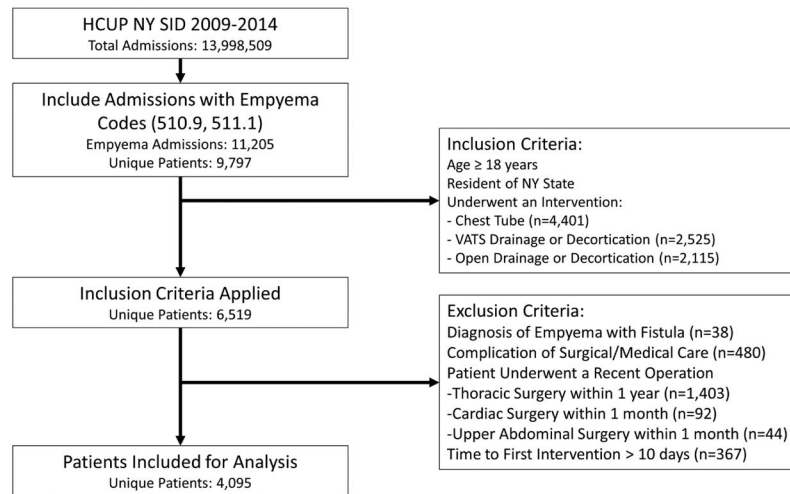 HCUP NY SID 2009-2014
Total Admissions: 13,998,509
Include Admissions with Empyema
Codes (510.9, 511.1)
Empyema Admissions: 11,205
Unique Patients: 9,797
Inclusion Criteria:
Age ≥ 18 years
Resident of NY State
Underwent an Intervention:
- Chest Tube (n=4,401)
- VATS Drainage or Decortication (n=2,525)
- Open Drainage or Decortication (n=2,115)
Inclusion Criteria Applied
Unique Patients: 6,519
Exclusion Criteria:
Diagnosis of Empyema with Fistula (n=38)
Complication of Surgical/Medical Care (n=480)
Patient Underwent a Recent Operation
-Thoracic Surgery within 1 year (n=1,403)
-Cardiac Surgery within 1 month (n=92)
-Upper Abdominal Surgery within 1 month (n=44)
Time to First Intervention > 10 days (n=367)
Patients Included for Analysis
Unique Patients: 4,095